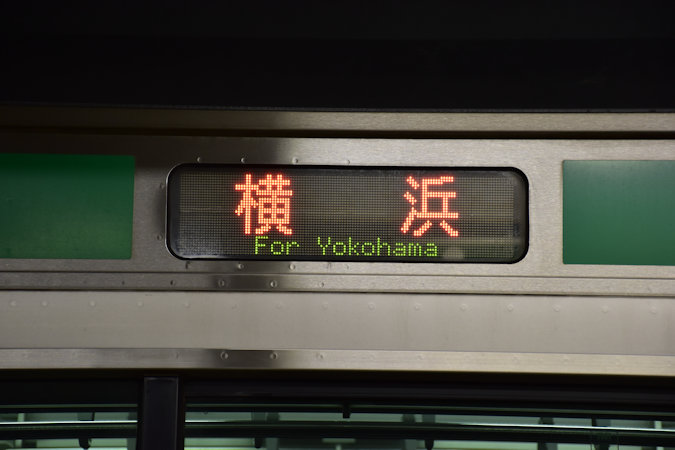 横 浜
For Yokohama